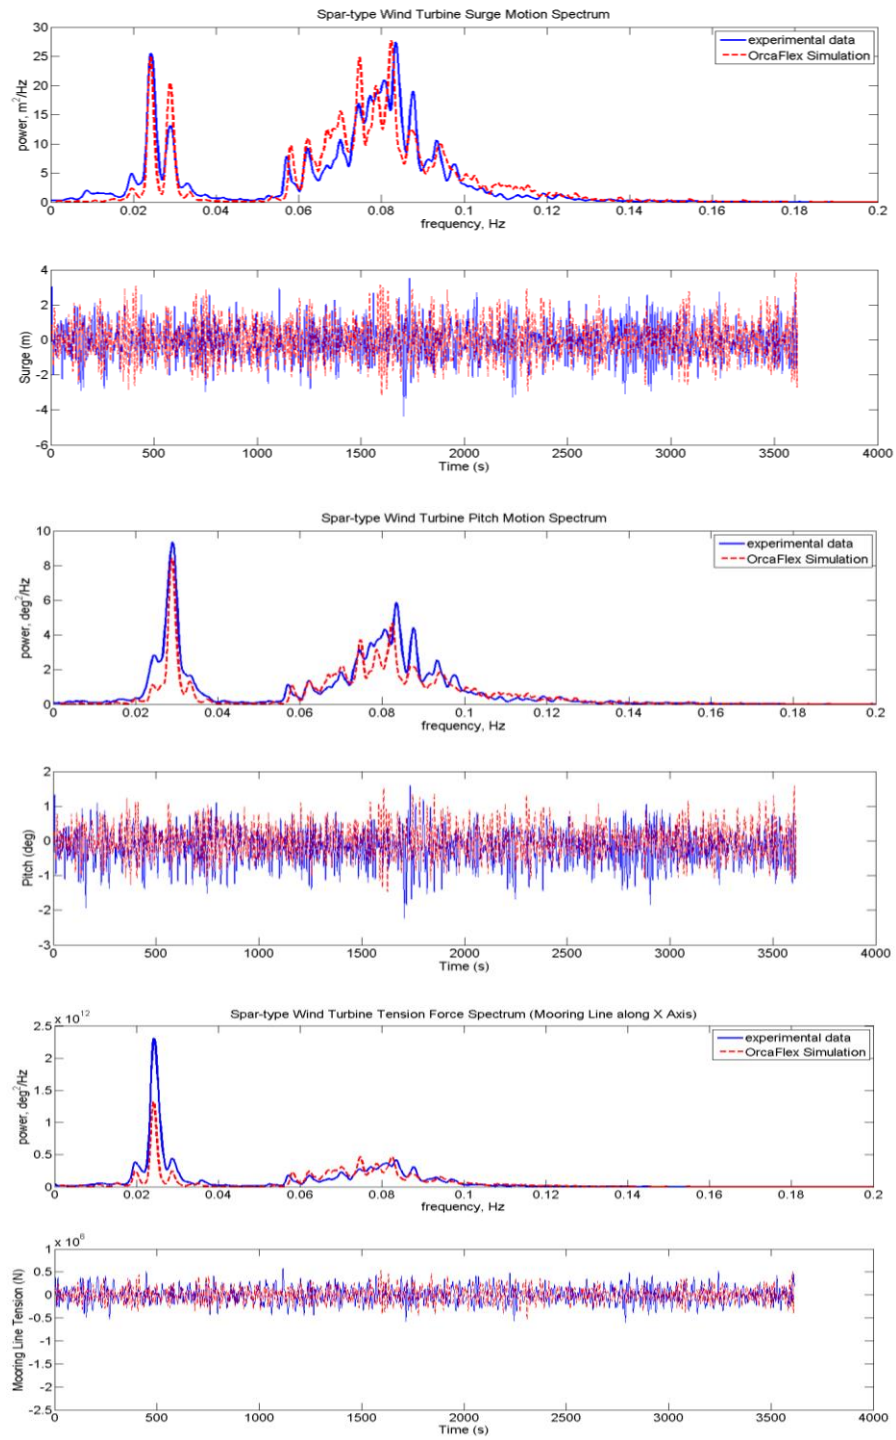 Spar-type Wind Turbine Surge Motion Spectrum
30
25
20
15
10
5
0
power, m²/Hz
experimental data
OrcaFlex Simulation
0 0.02 0.04 0.06 0.08 0.1 0.12 0.14 0.16 0.18 0.2
frequency, Hz
4
2
0
-2
-4
-6
Surge (m)
0 500 1000 1500 2000 2500 3000 3500 4000
Time (s)
Spar-type Wind Turbine Pitch Motion Spectrum
10
8
6
4
2
0
power, deg²/Hz
experimental data
OrcaFlex Simulation
0 0.02 0.04 0.06 0.08 0.1 0.12 0.14 0.16 0.18 0.2
frequency, Hz
2
1
0
-1
-2
-3
Pitch (deg)
0 500 1000 1500 2000 2500 3000 3500 4000
Time (s)
x 10¹²
Spar-type Wind Turbine Tension Force Spectrum (Mooring Line along X Axis)
2.5
2
1.5
1
0.5
0
power, deg²/Hz
experimental data
OrcaFlex Simulation
0 0.02 0.04 0.06 0.08 0.1 0.12 0.14 0.16 0.18 0.2
frequency, Hz
x 10⁶
1
0.5
0
-0.5
-1
-1.5
-2
-2.5
Mooring Line Tension (N)
0 500 1000 1500 2000 2500 3000 3500 4000
Time (s)